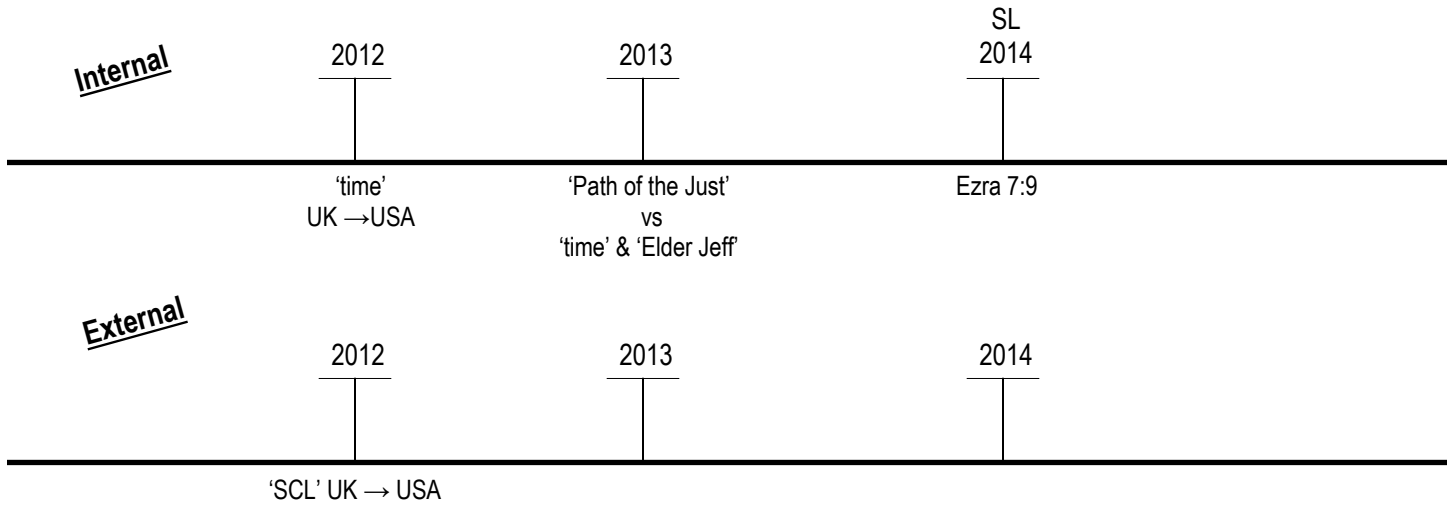 Internal
2012
2013
SL
2014
‘time’
UK →USA
‘Path of the Just’
vs
‘time’ & ‘Elder Jeff’
Ezra 7:9
External
2012
2013
2014
‘SCL’ UK → USA